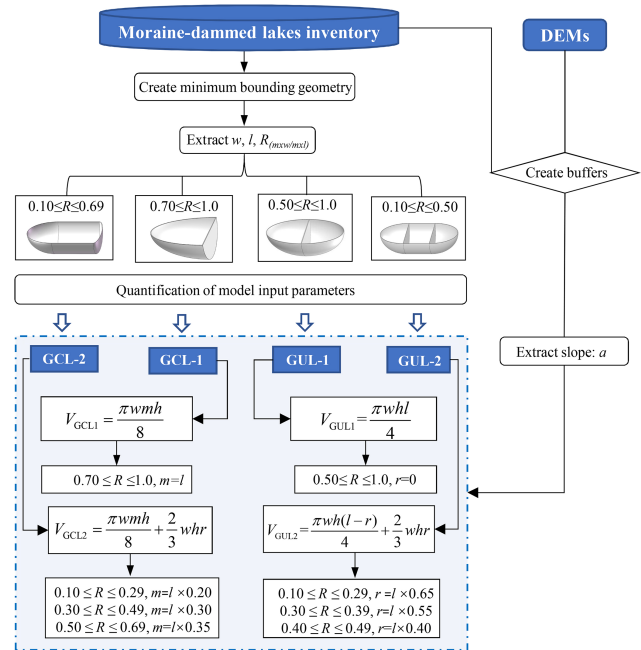 Moraine-dammed lakes inventory
DEMs
Create minimum bounding geometry
Extract w, l, R(mxw/mxl)
Create buffers
0.10≤R≤0.69
0.70≤R≤1.0
0.50≤R≤1.0
0.10≤R≤0.50
Quantification of model input parameters
Extract slope: a
GCL-2
GCL-1
GUL-1
GUL-2
V_GCL1 = πwmh/8
V_GUL1 = πwhl/4
0.70≤R≤1.0, m=l
0.50≤R≤1.0, r=0
V_GCL2 = πwmh/8 + 2/3 whr
V_GUL2 = πwh(l−r)/4 + 2/3 whr
0.10≤R≤0.29, m=l×0.20
0.30≤R≤0.49, m=l×0.30
0.50≤R≤0.69, m=l×0.35
0.10≤R≤0.29, r=l×0.65
0.30≤R≤0.39, r=l×0.55
0.40≤R≤0.49, r=l×0.40